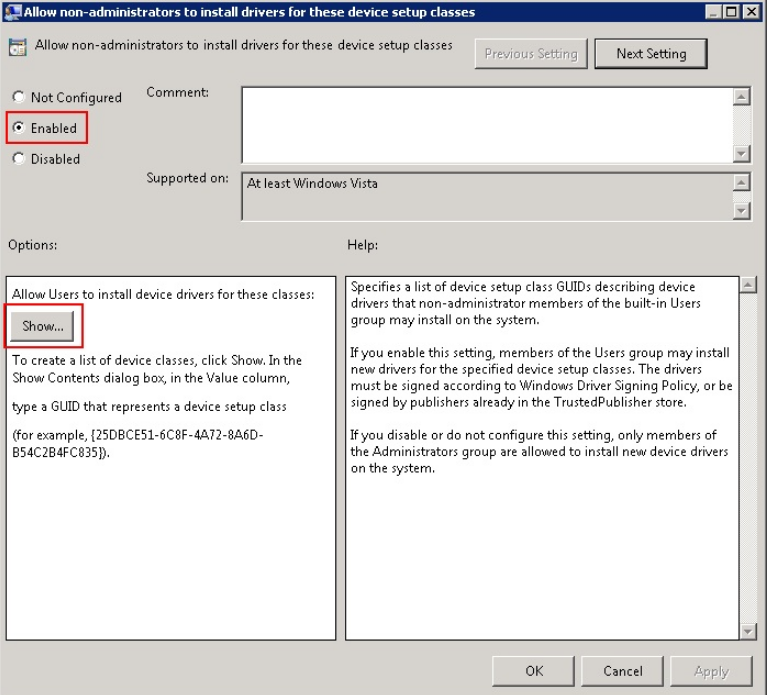 Allow non-administrators to install drivers for these device setup classes
Allow non-administrators to install drivers for these device setup classes
Previous Setting
Next Setting
Not Configured
Comment:
Enabled
Disabled
Supported on:
At least Windows Vista
Options:
Help:
Allow Users to install device drivers for these classes:
Show...
To create a list of device classes, click Show. In the
Show Contents dialog box, in the Value column,
type a GUID that represents a device setup class
(for example, {25DBCE51-6C8F-4A72-8A6D-
B54C2B4FC835}).
Specifies a list of device setup class GUIDs describing device
drivers that non-administrator members of the built-in Users
group may install on the system.
If you enable this setting, members of the Users group may install
new drivers for the specified device setup classes. The drivers
must be signed according to Windows Driver Signing Policy, or be
signed by publishers already in the TrustedPublisher store.
If you disable or do not configure this setting, only members of
the Administrators group are allowed to install new device drivers
on the system.
OK
Cancel
Apply